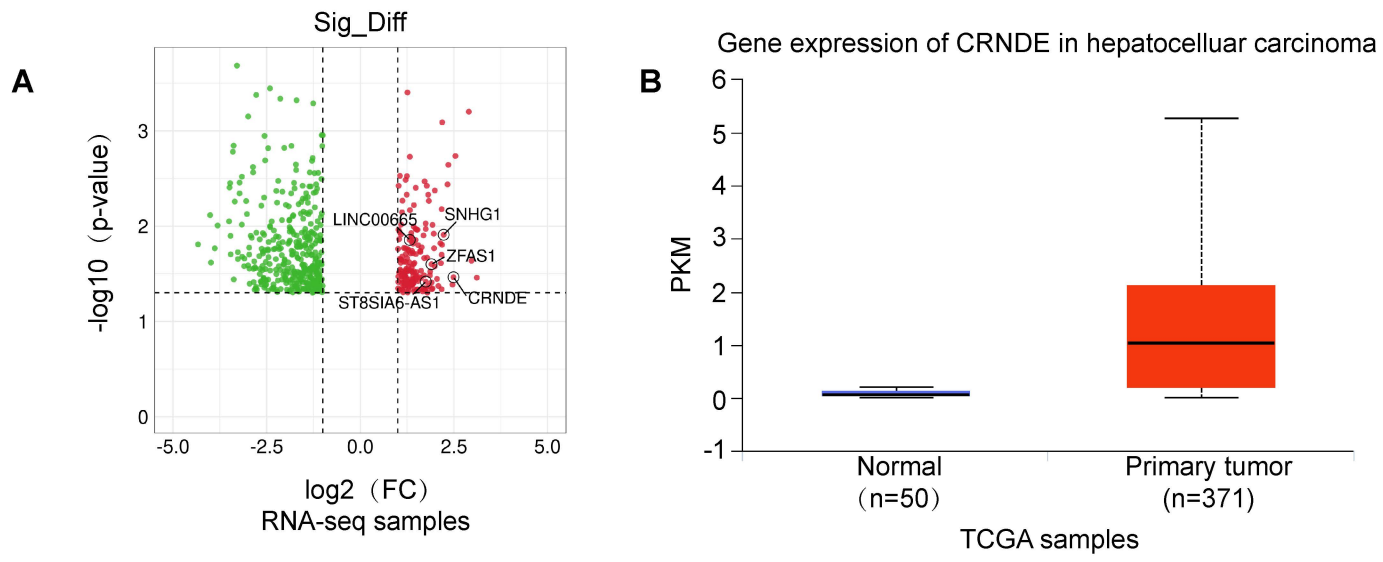 A
Sig_Diff
-log10（p-value）
3
2
1
0
LINC00665
SNHG1
ZFAS1
ST8SIA6-AS1
CRNDE
-5.0
-2.5
0.0
2.5
5.0
log2（FC）
RNA-seq samples
B
Gene expression of CRNDE in hepatocelluar carcinoma
PKM
6
5
4
3
2
1
0
-1
Normal
（n=50）
Primary tumor
(n=371)
TCGA samples